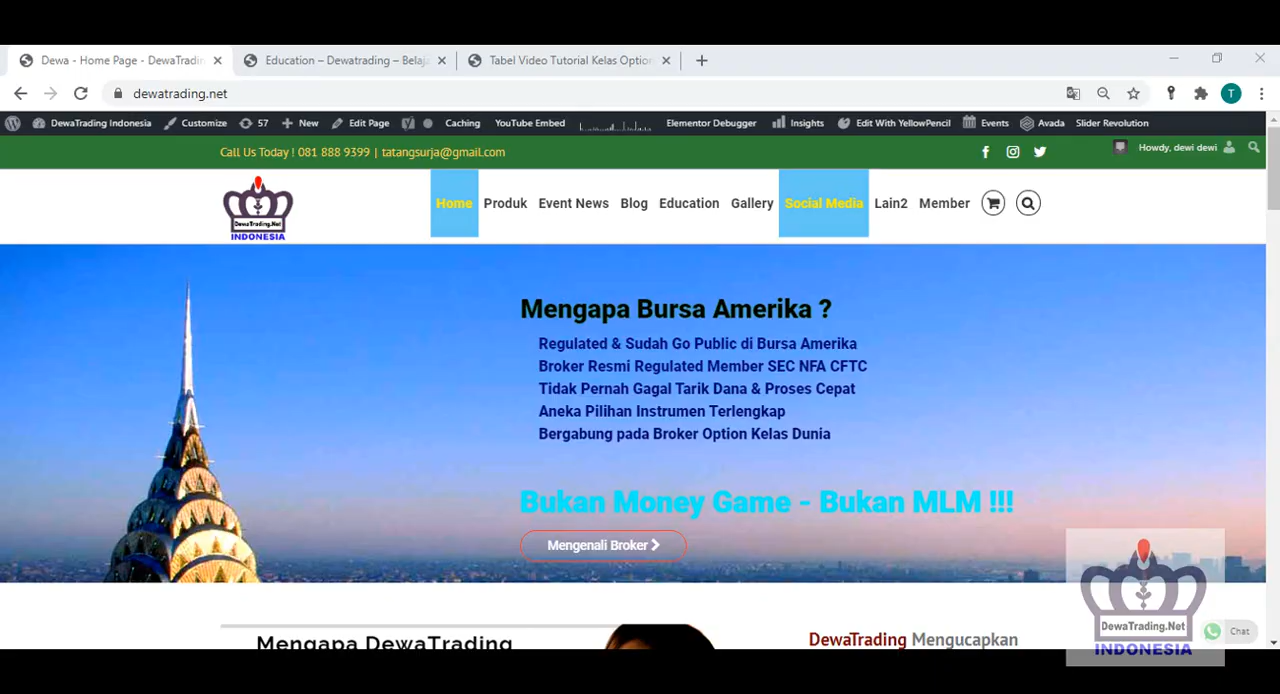 Dewa - Home Page - DewaTradin
Education – Dewatrading – Belaja
Tabel Video Tutorial Kelas Option
dewatrading.net
T
DewaTrading Indonesia
Customize
57
New
Edit Page
Caching
YouTube Embed
Elementor Debugger
Insights
Edit With YellowPencil
Events
Avada
Slider Revolution
Call Us Today ! 081 888 9399 | tatangsurja@gmail.com
Howdy, dewi dewi
DewaTrading.Net
INDONESIA
Home
Produk
Event News
Blog
Education
Gallery
Social Media
Lain2
Member
Mengapa Bursa Amerika ?
Regulated & Sudah Go Public di Bursa Amerika
Broker Resmi Regulated Member SEC NFA CFTC
Tidak Pernah Gagal Tarik Dana & Proses Cepat
Aneka Pilihan Instrumen Terlengkap
Bergabung pada Broker Option Kelas Dunia
Bukan Money Game - Bukan MLM !!!
Mengenali Broker
Mengapa DewaTrading
DewaTrading Mengucapkan
DewaTrading.Net
INDONESIA
Chat